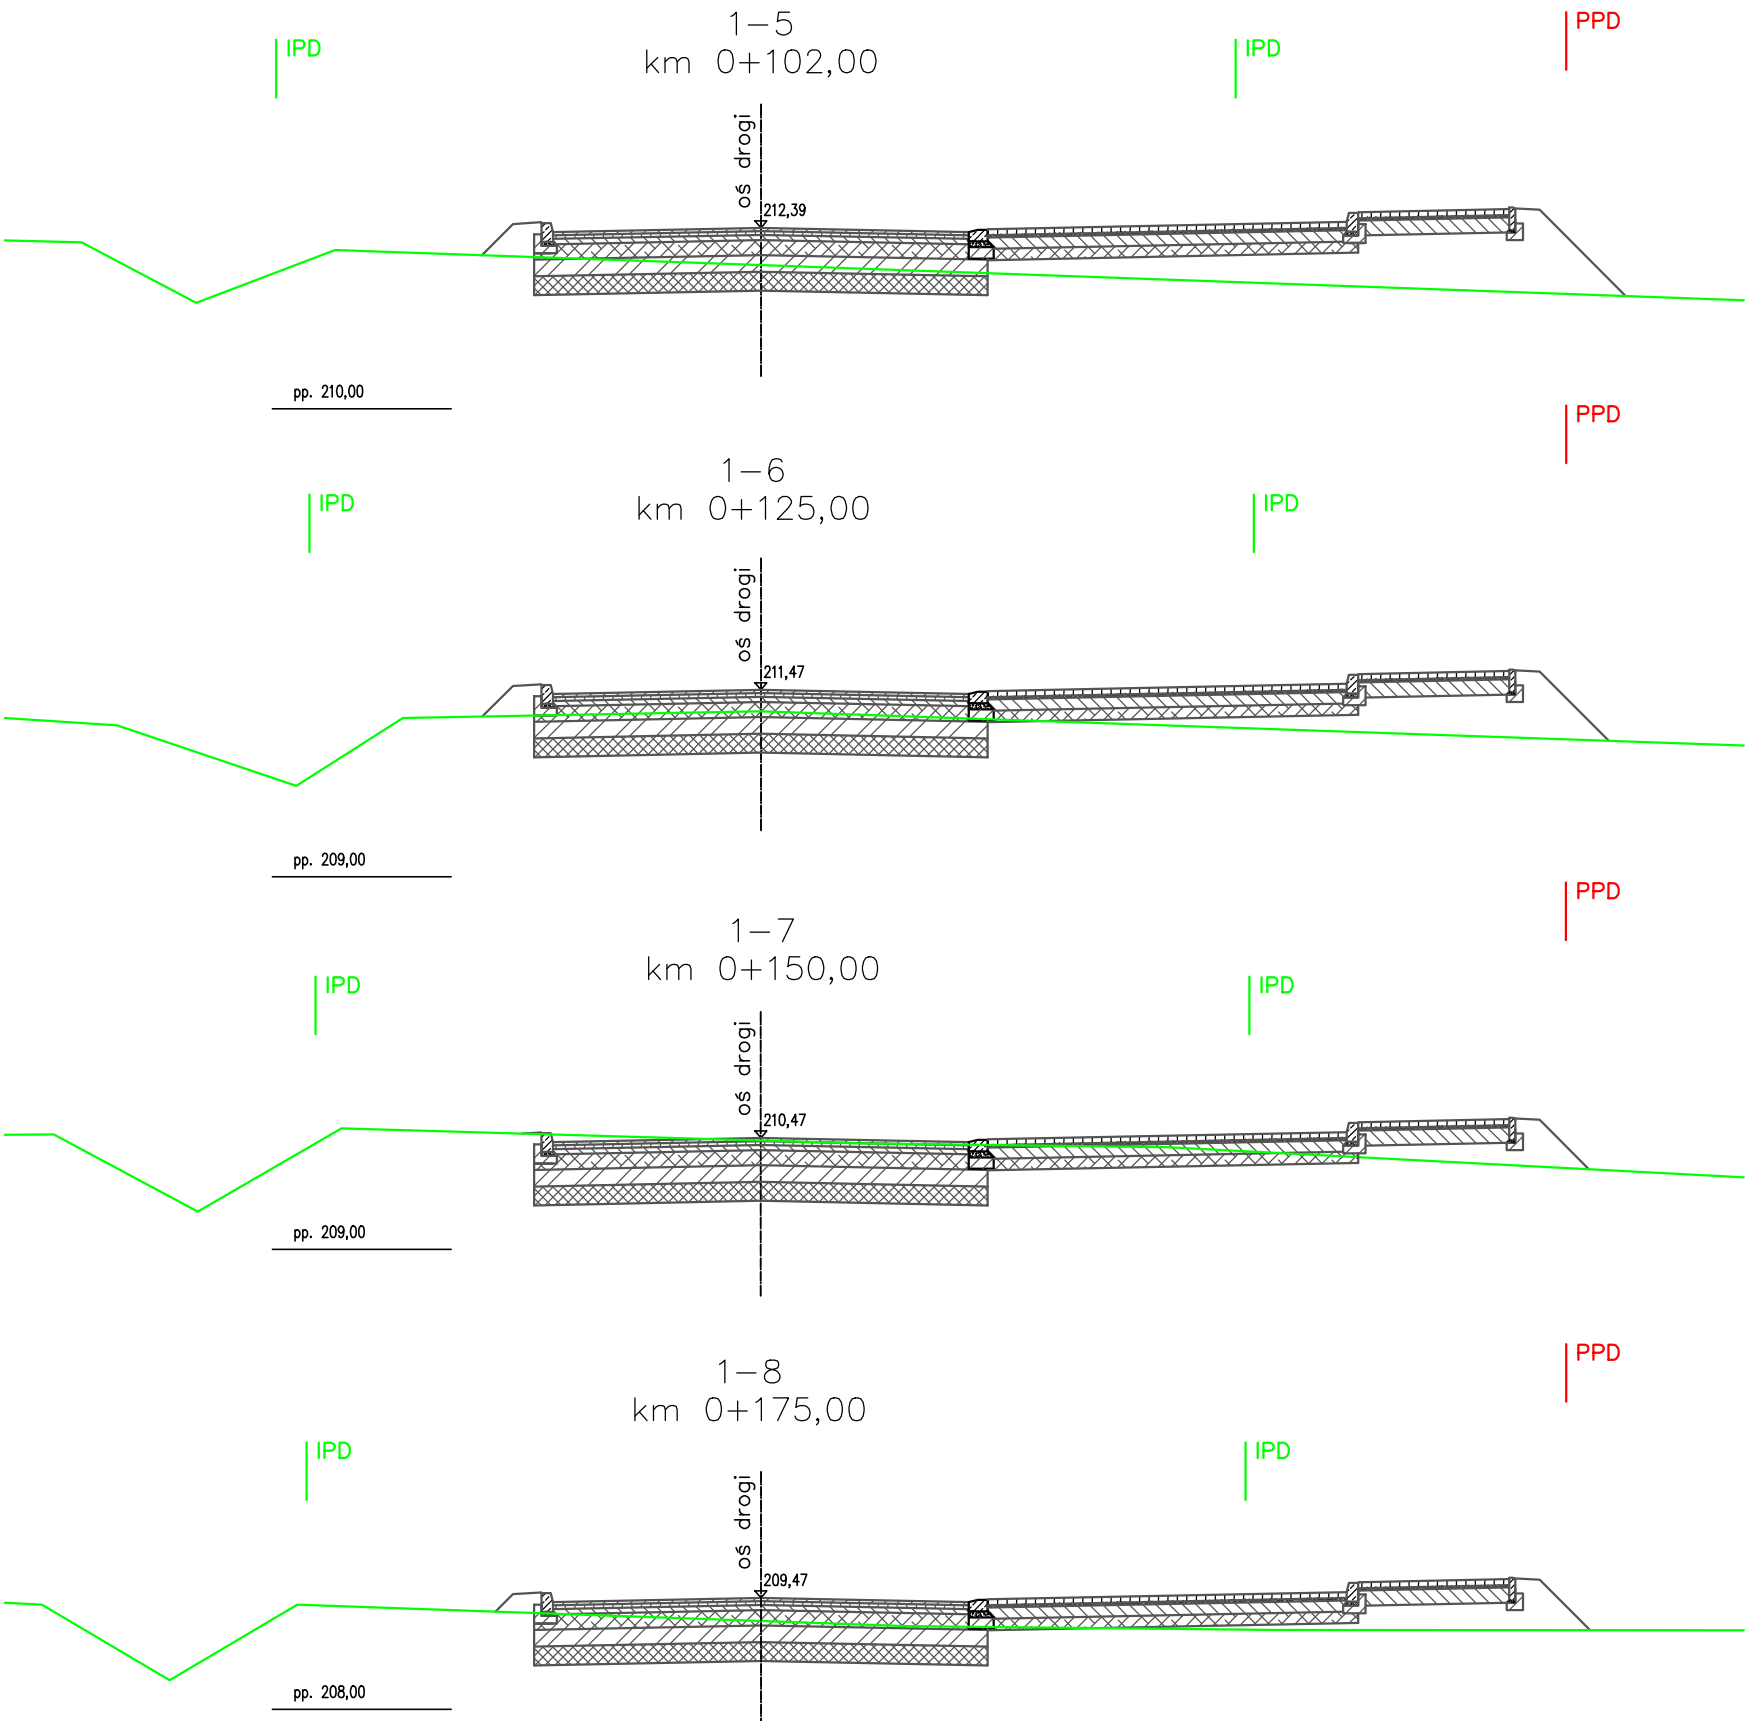 1-5
km 0+102,00
IPD
IPD
PPD
oś drogi
212,39
pp. 210,00
PPD
1-6
km 0+125,00
IPD
IPD
oś drogi
211,47
pp. 209,00
PPD
1-7
km 0+150,00
IPD
IPD
oś drogi
210,47
pp. 209,00
PPD
1-8
km 0+175,00
IPD
IPD
oś drogi
209,47
pp. 208,00